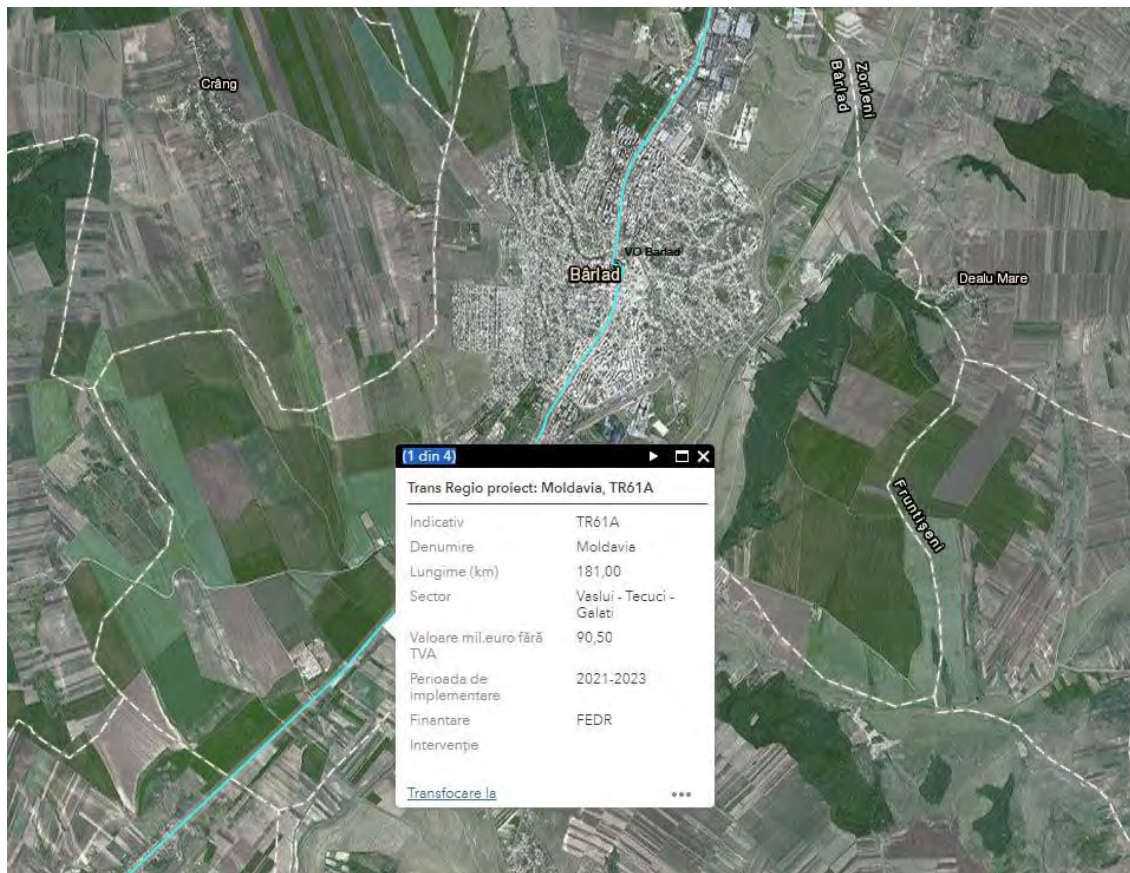 Crâng
Zorleni
Bârlad
VO Barlad
Bârlad
Dealu Mare
Fruntișeni
(1 din 4)
Trans Regio proiect: Moldavia, TR61A
Indicativ TR61A
Denumire Moldavia
Lungime (km) 181,00
Sector Vaslui - Tecuci -
Galati
Valoare mil.euro fără 90,50
TVA
Perioada de 2021-2023
implementare
Finantare FEDR
Intervenție
Transfocare la